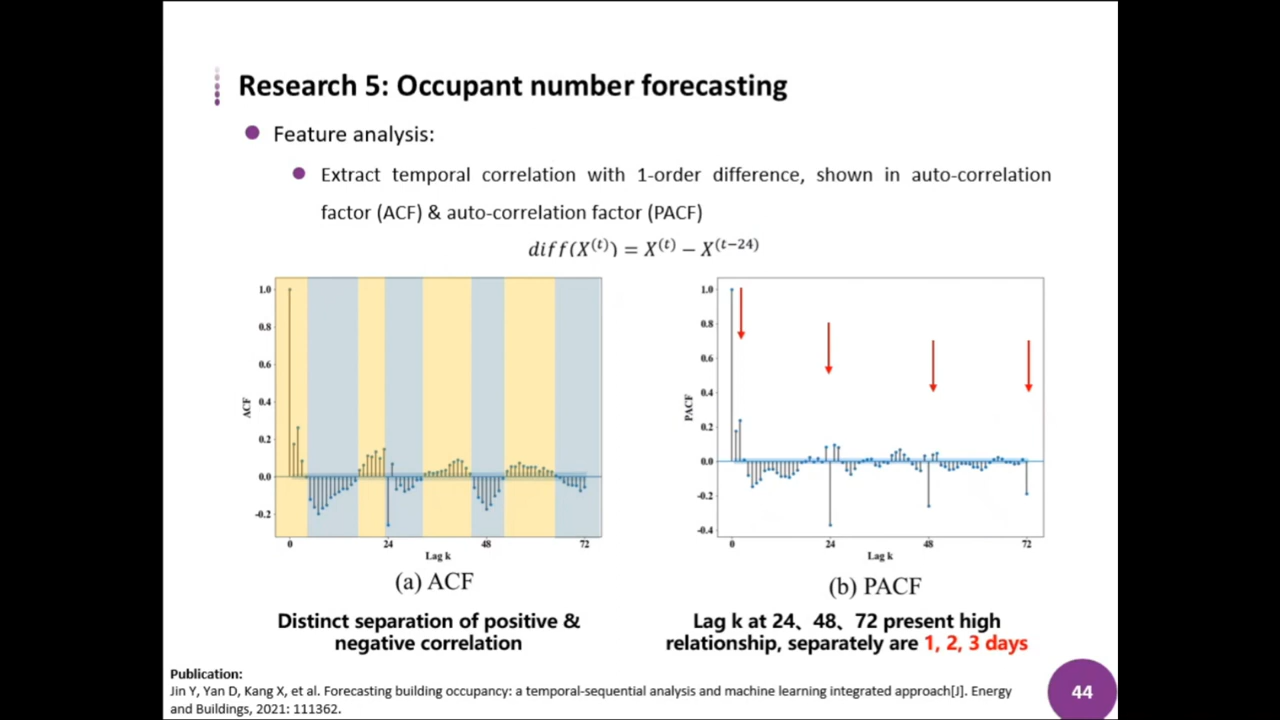 Research 5: Occupant number forecasting
Feature analysis:
Extract temporal correlation with 1-order difference, shown in auto-correlation
factor (ACF) & auto-correlation factor (PACF)
diff(X^(t)) = X^(t) − X^(t−24)
1.0
0.8
0.6
0.4
0.2
0.0
-0.2
ACF
0 24 48 72
Lag k
(a) ACF
1.0
0.8
0.6
0.4
0.2
0.0
-0.2
-0.4
PACF
0 24 48 72
Lag k
(b) PACF
Distinct separation of positive &
negative correlation
Lag k at 24、48、72 present high
relationship, separately are 1, 2, 3 days
Publication:
Jin Y, Yan D, Kang X, et al. Forecasting building occupancy: a temporal-sequential analysis and machine learning integrated approach[J]. Energy
and Buildings, 2021: 111362.
44